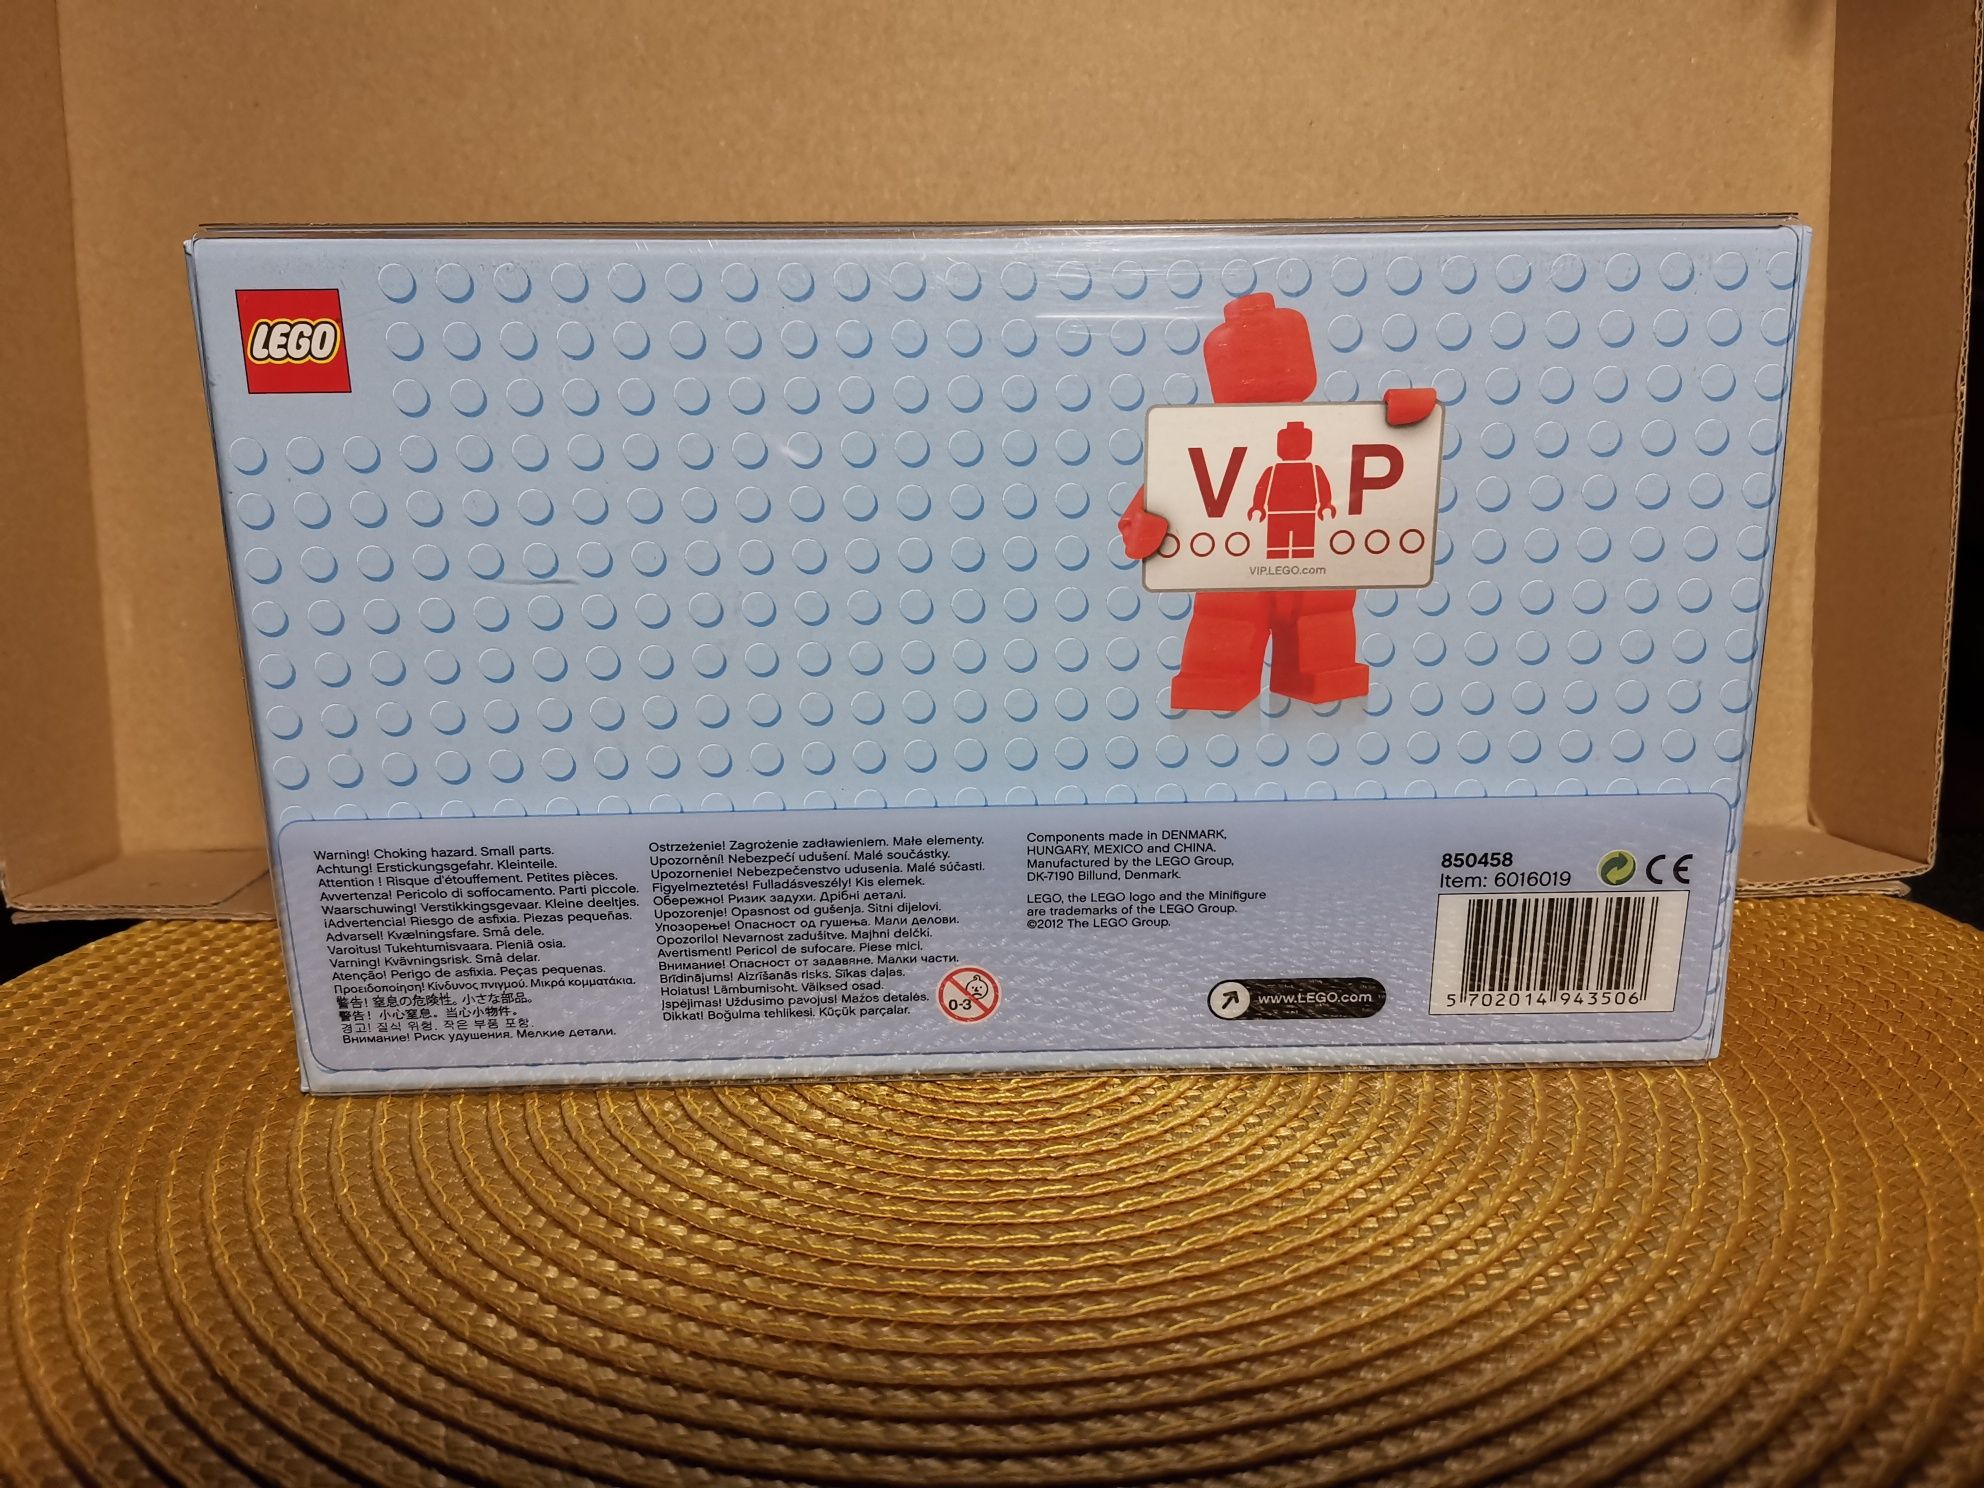 LEGO
V P
VIP.LEGO.com
Warning! Choking hazard. Small parts.
Achtung! Erstickungsgefahr. Kleinteile.
Attention ! Risque d'étouffement. Petites pièces.
Avvertenza! Pericolo di soffocamento. Parti piccole.
Waarschuwing! Verstikkingsgevaar. Kleine deeltjes.
¡Advertencia! Riesgo de asfixia. Piezas pequeñas.
Advarsel! Kvælningsfare. Små dele.
Varoitus! Tukehtumisvaara. Pieniä osia.
Varning! Kvävningsrisk. Små delar.
Atenção! Perigo de asfixia. Peças pequenas.
Προειδοποίηση! Κίνδυνος πνιγμού. Μικρά κομματάκια.
警告! 窒息の危険性。小さな部品。
警告! 小心窒息。当心小物件。
경고! 질식 위험. 작은 부품 포함.
Внимание! Риск удушения. Мелкие детали.
Ostrzeżenie! Zagrożenie zadławieniem. Małe elementy.
Upozornění! Nebezpečí udušení. Malé součástky.
Upozornenie! Nebezpečenstvo udusenia. Malé súčasti.
Figyelmeztetés! Fulladásveszély! Kis elemek.
Обережно! Ризик задухи. Дрібні деталі.
Upozorenje! Opasnost od gušenja. Sitni dijelovi.
Упозорење! Опасност од гушења. Мали делови.
Opozorilo! Nevarnost zadušitve. Majhni delčki.
Avertisment! Pericol de sufocare. Piese mici.
Внимание! Опасност от задавяне. Малки части.
Brīdinājums! Aizrīšanās risks. Sīkas daļas.
Hoiatus! Lämbumisoht. Väiksed osad.
Įspėjimas! Uždusimo pavojus! Mažos detalės.
Dikkat! Boğulma tehlikesi. Küçük parçalar.
0-3
Components made in DENMARK,
HUNGARY, MEXICO and CHINA.
Manufactured by the LEGO Group,
DK-7190 Billund, Denmark.
LEGO, the LEGO logo and the Minifigure
are trademarks of the LEGO Group.
©2012 The LEGO Group.
www.LEGO.com
850458
Item: 6016019
CE
5 702014 943506